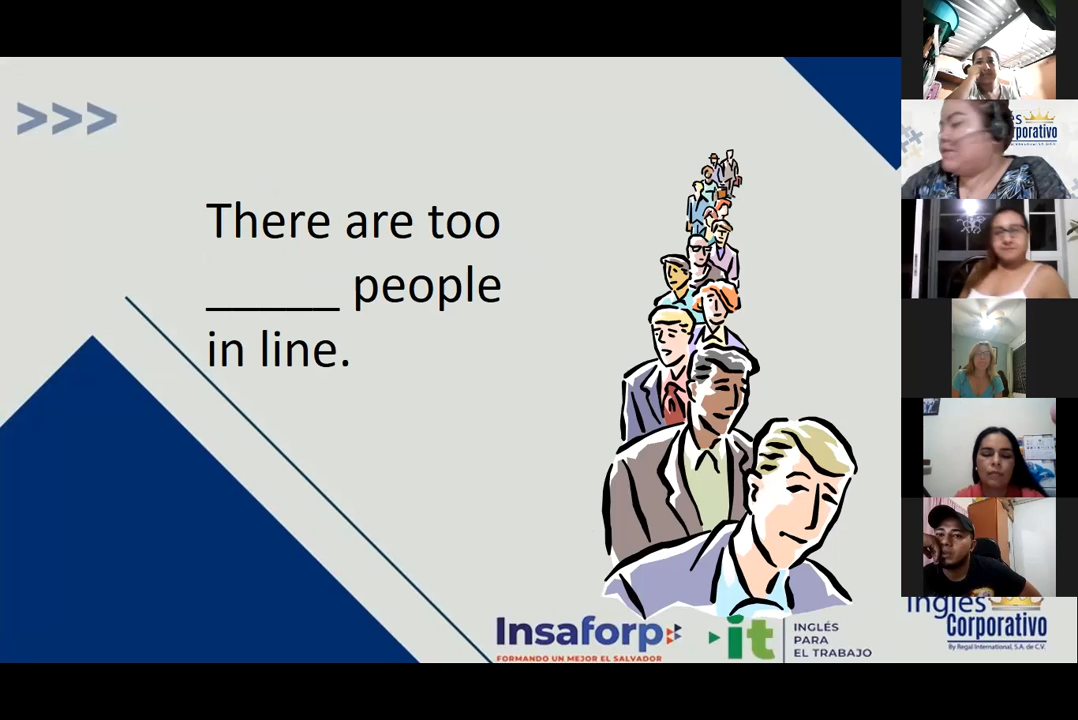 >>>
There are too
______ people
in line.
Insaforp
FORMANDO UN MEJOR EL SALVADOR
it
INGLÉS
PARA
EL TRABAJO
Inglés
Corporativo
By Regal International, S.A. de C.V.